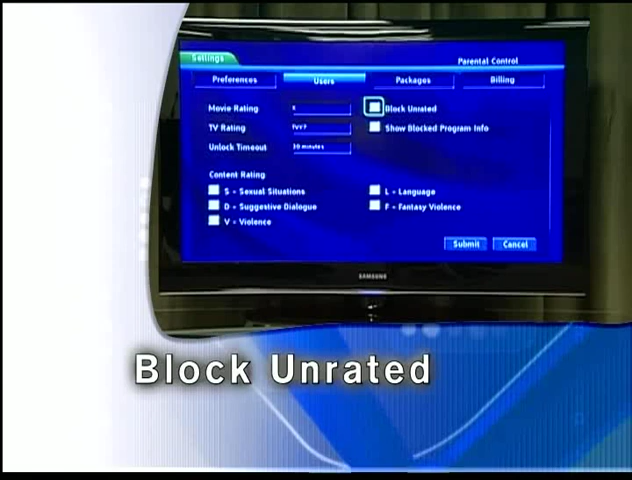 Settings
Parental Control
Preferences Users Packages Billing
Movie Rating X Block Unrated
TV Rating TVY7 Show Blocked Program Info
Unlock Timeout 30 minutes
Content Rating
S - Sexual Situations L - Language
D - Suggestive Dialogue F - Fantasy Violence
V - Violence
Submit Cancel
SAMSUNG
Block Unrated